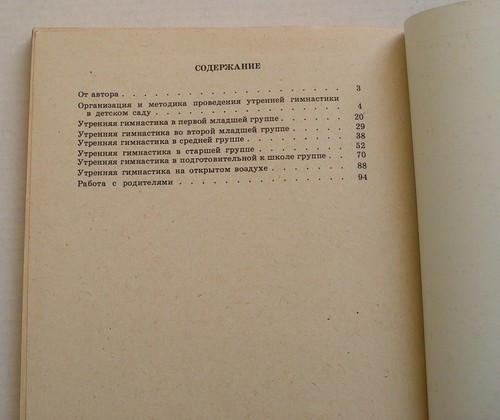 СОДЕРЖАНИЕ
От автора . . . . . . . . . . . . . . . . . . . . 3
Организация и методика проведения утренней гимнастики
в детском саду . . . . . . . . . . . . . . . . . 4
Утренняя гимнастика в первой младшей группе . . . . . 20
Утренняя гимнастика во второй младшей группе . . . . 29
Утренняя гимнастика в средней группе . . . . . . . . 38
Утренняя гимнастика в старшей группе . . . . . . . . 52
Утренняя гимнастика в подготовительной к школе группе . . 70
Утренняя гимнастика на открытом воздухе . . . . . . 88
Работа с родителями . . . . . . . . . . . . . . . 94